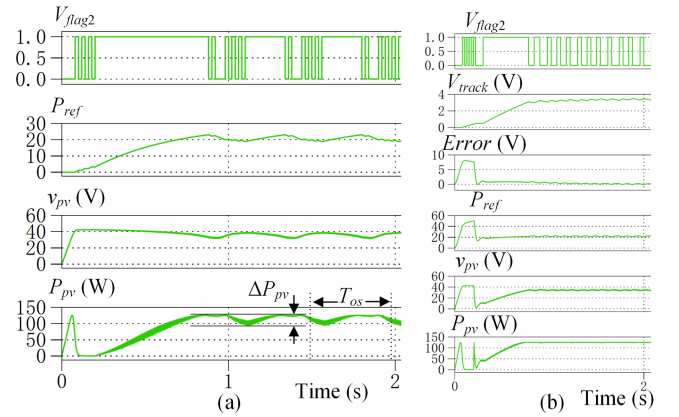 V_flag2
1.0
0.5
0.0
P_ref
30
20
10
0
v_pv (V)
60
40
20
0
P_pv (W)
ΔP_pv
T_os
150
100
50
0
0
1
2
Time (s)
(a)
V_flag2
1.0
0.5
0.0
V_track (V)
4
2
0
Error (V)
10
5
0
P_ref
60
40
20
0
v_pv (V)
60
40
20
0
P_pv (W)
150
100
50
0
0
2
Time (s)
(b)